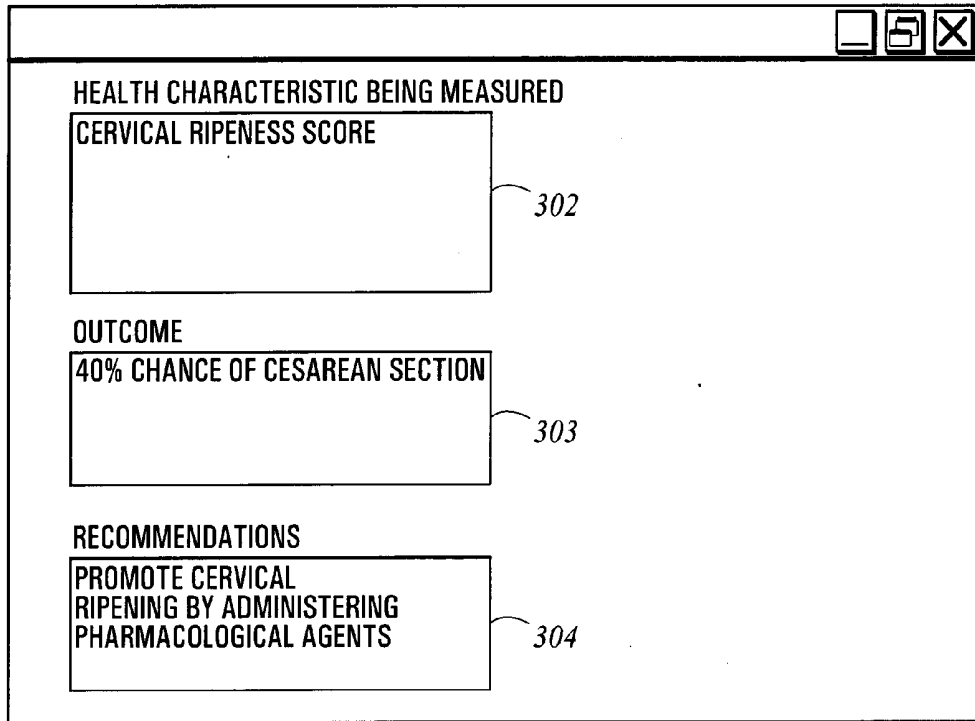 HEALTH CHARACTERISTIC BEING MEASURED
CERVICAL RIPENESS SCORE
302
OUTCOME
40% CHANCE OF CESAREAN SECTION
303
RECOMMENDATIONS
PROMOTE CERVICAL
RIPENING BY ADMINISTERING
PHARMACOLOGICAL AGENTS
304